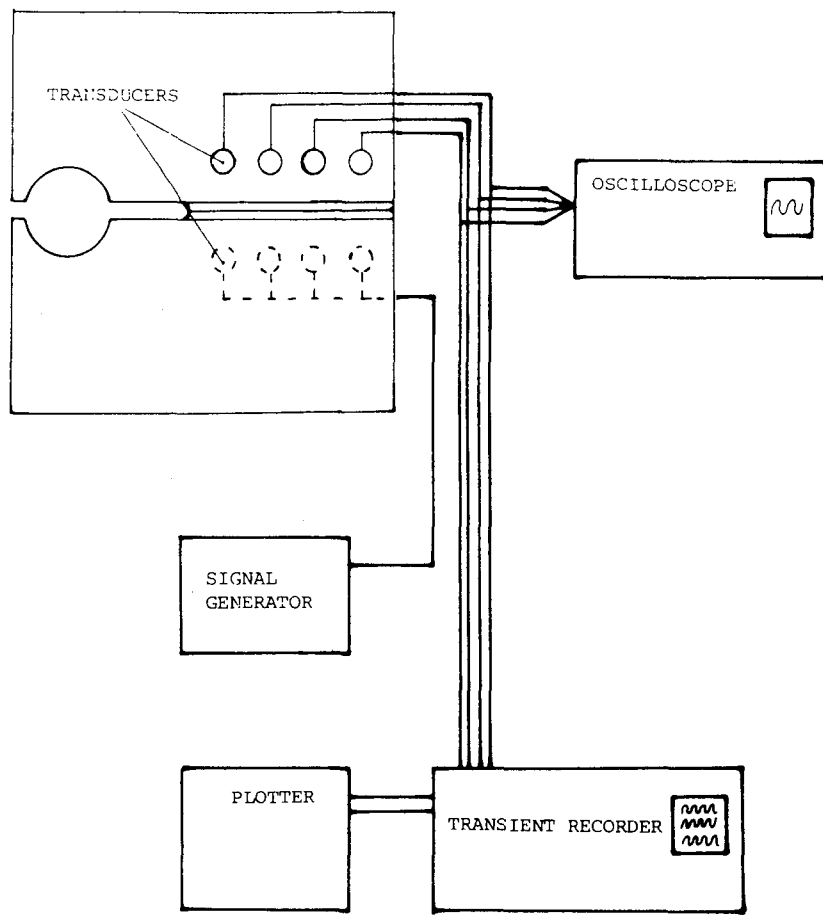 TRANSDUCERS
OSCILLOSCOPE
SIGNAL
GENERATOR
PLOTTER
TRANSIENT RECORDER